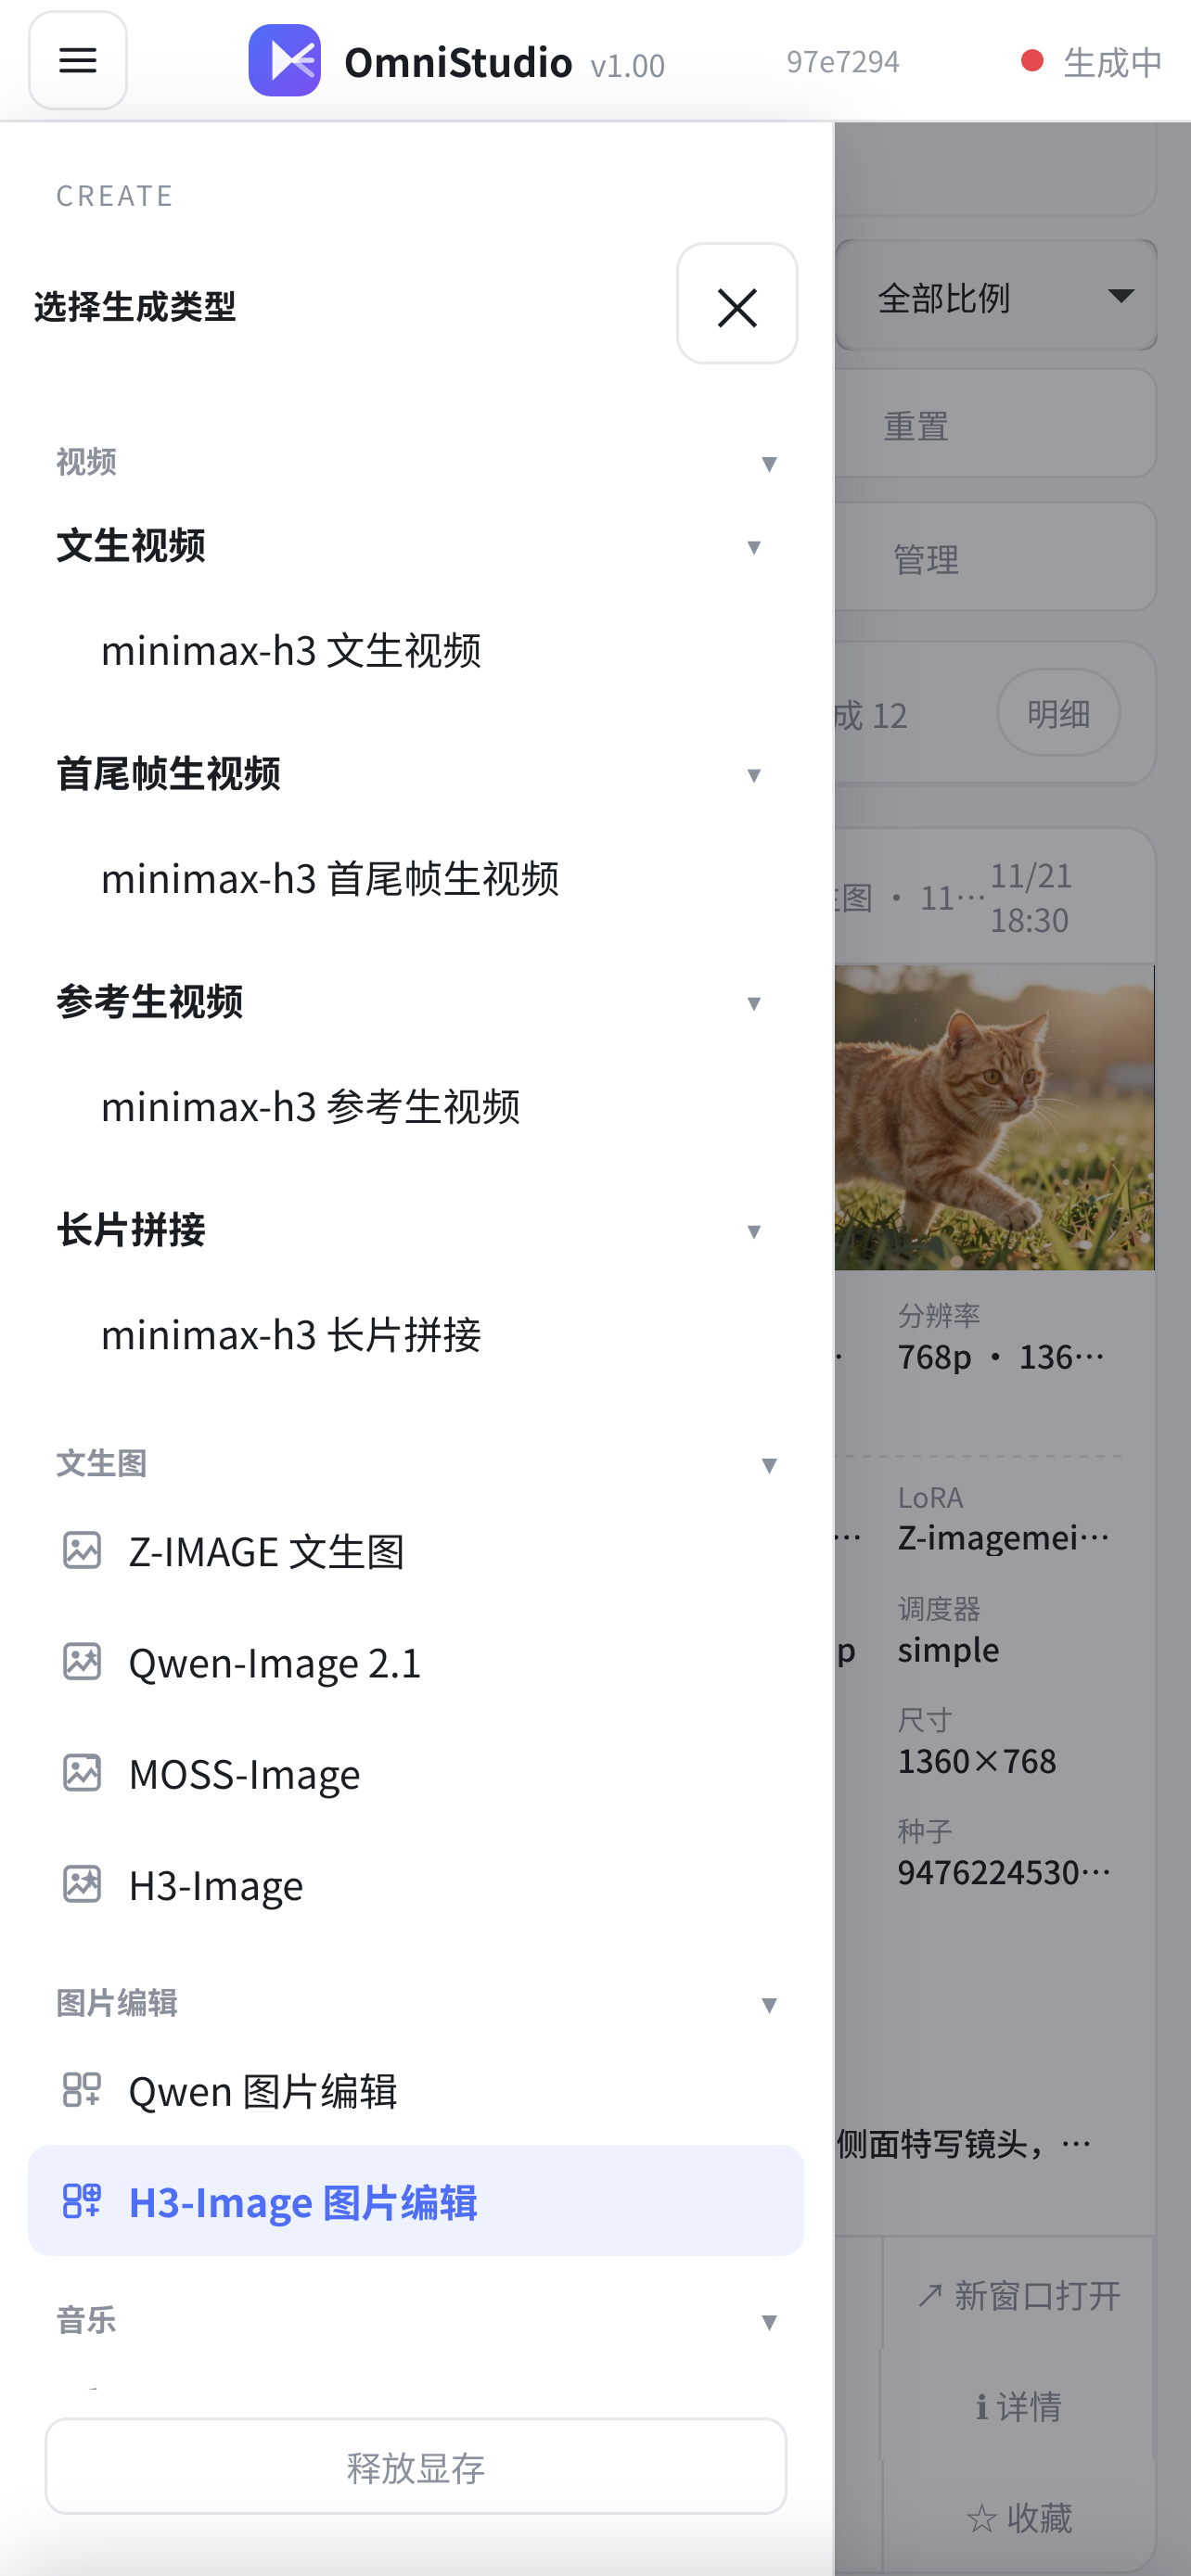 OmniStudio v1.00 97e7294 生成中
CREATE
选择生成类型
视频
文生视频
minimax-h3 文生视频
首尾帧生视频
minimax-h3 首尾帧生视频
参考生视频
minimax-h3 参考生视频
长片拼接
minimax-h3 长片拼接
文生图
Z-IMAGE 文生图
Qwen-Image 2.1
MOSS-Image
H3-Image
图片编辑
Qwen 图片编辑
H3-Image 图片编辑
音乐
释放显存
全部比例
重置
管理
成 12 明细
图 • 11… 11/21
18:30
分辨率
768p • 136…
LoRA
Z-imagemei…
调度器
p simple
尺寸
1360×768
种子
9476224530…
侧面特写镜头，…
↗ 新窗口打开
ℹ 详情
☆ 收藏